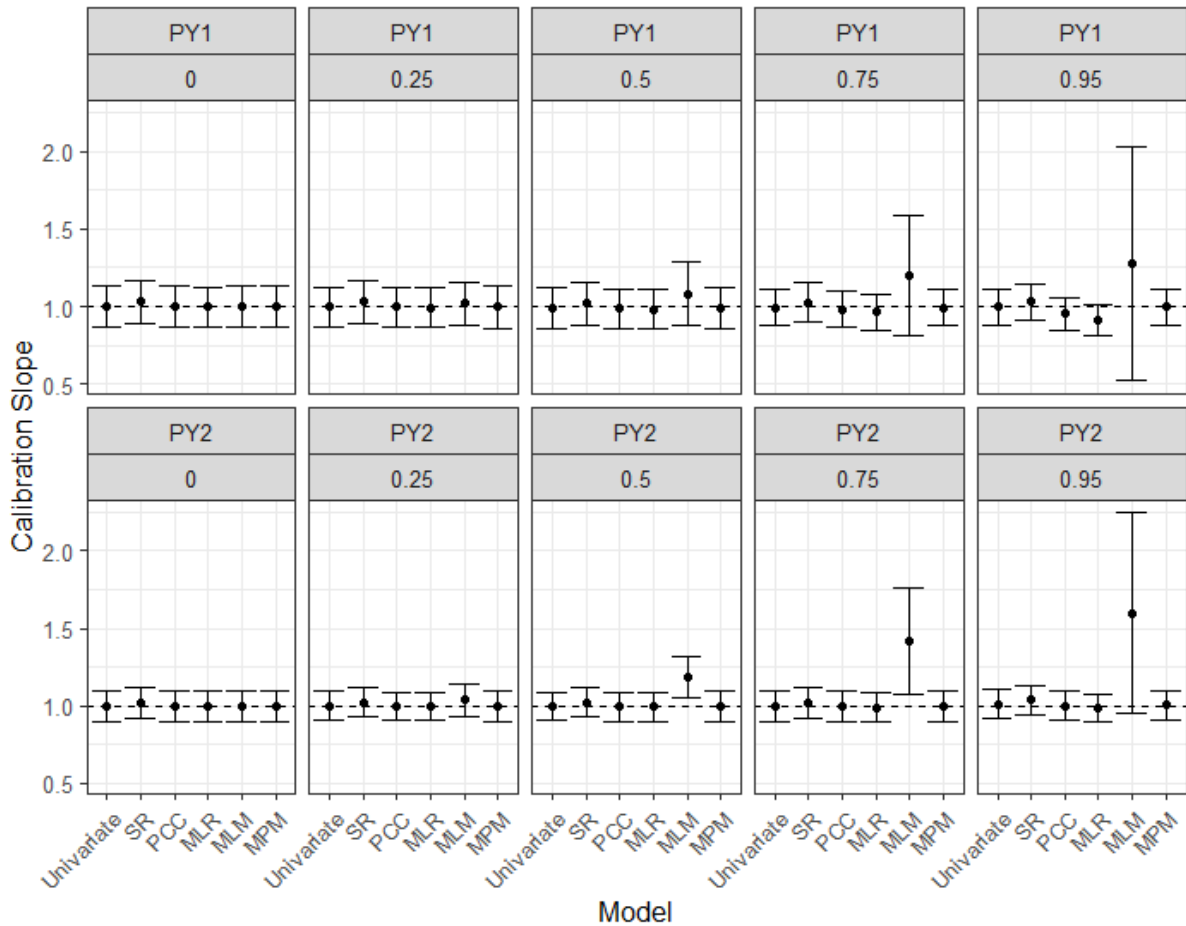 PY1 PY1 PY1 PY1 PY1
0 0.25 0.5 0.75 0.95
2.0
1.5
1.0
0.5
Calibration Slope
PY2 PY2 PY2 PY2 PY2
0 0.25 0.5 0.75 0.95
2.0
1.5
1.0
0.5
Univariate SR PCC MLR MLM MPM Univariate SR PCC MLR MLM MPM Univariate SR PCC MLR MLM MPM Univariate SR PCC MLR MLM MPM Univariate SR PCC MLR MLM MPM
Model